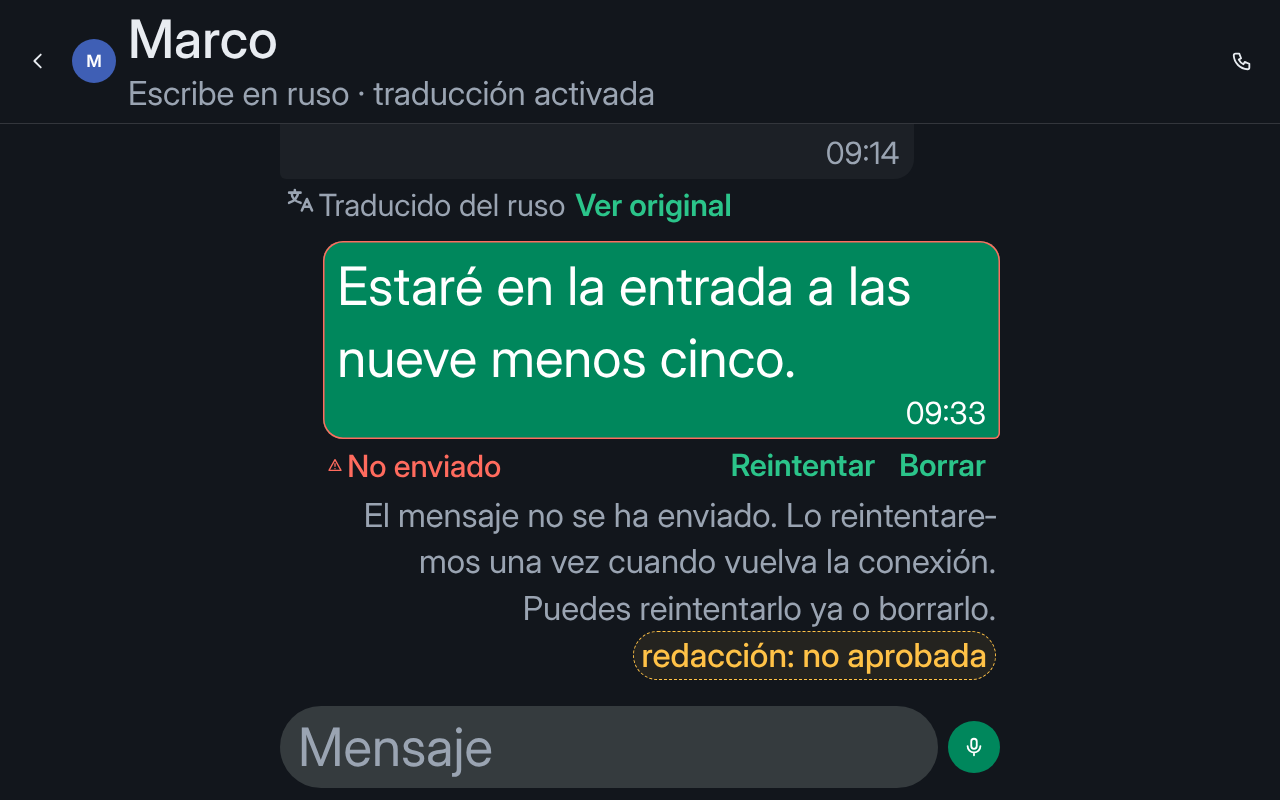 Marco
M
Escribe en ruso · traducción activada
09:14
Traducido del ruso Ver original
Estaré en la entrada a las
nueve menos cinco.
09:33
No enviado Reintentar Borrar
El mensaje no se ha enviado. Lo reintentare-
mos una vez cuando vuelva la conexión.
Puedes reintentarlo ya o borrarlo.
redacción: no aprobada
Mensaje